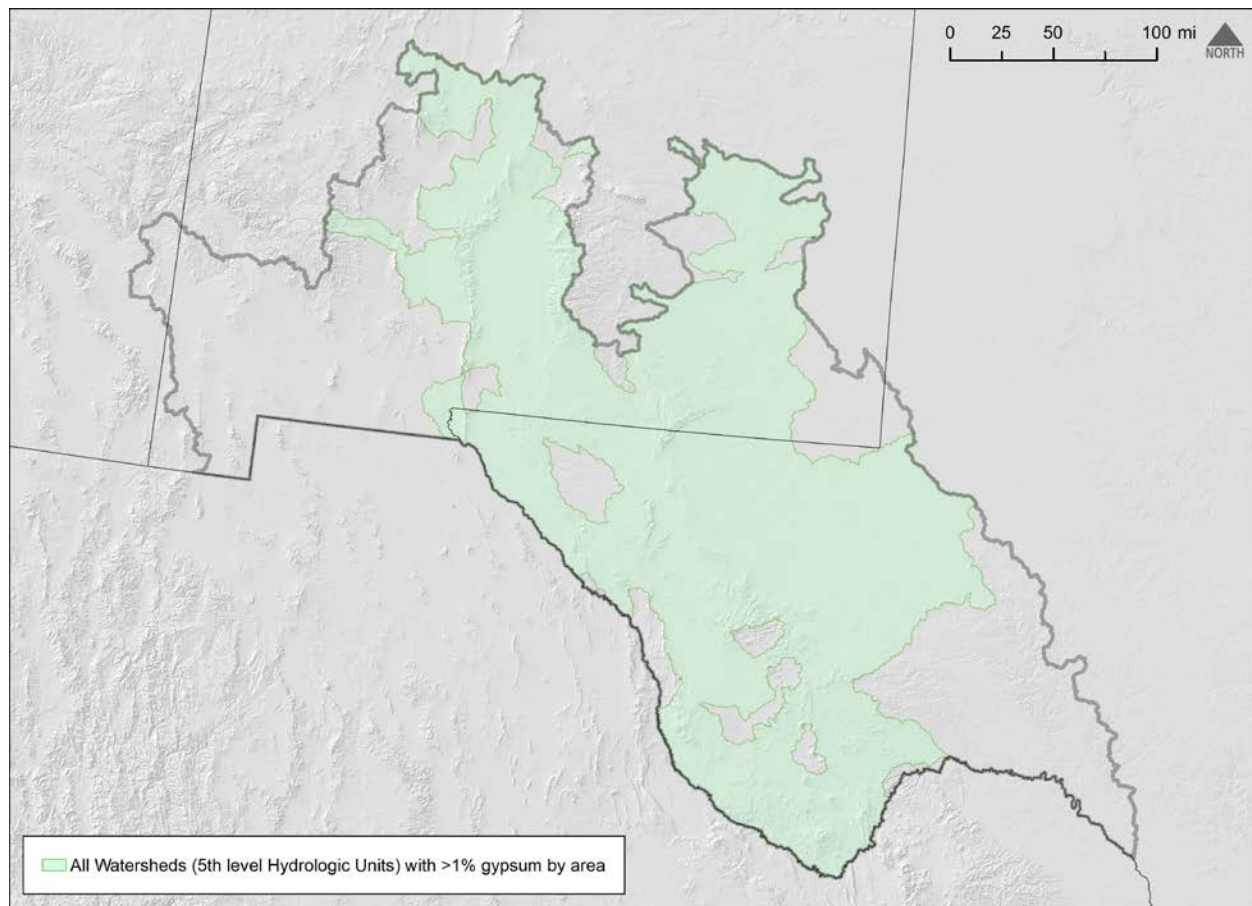 0 25 50 100 mi
NORTH
All Watersheds (5th level Hydrologic Units) with >1% gypsum by area